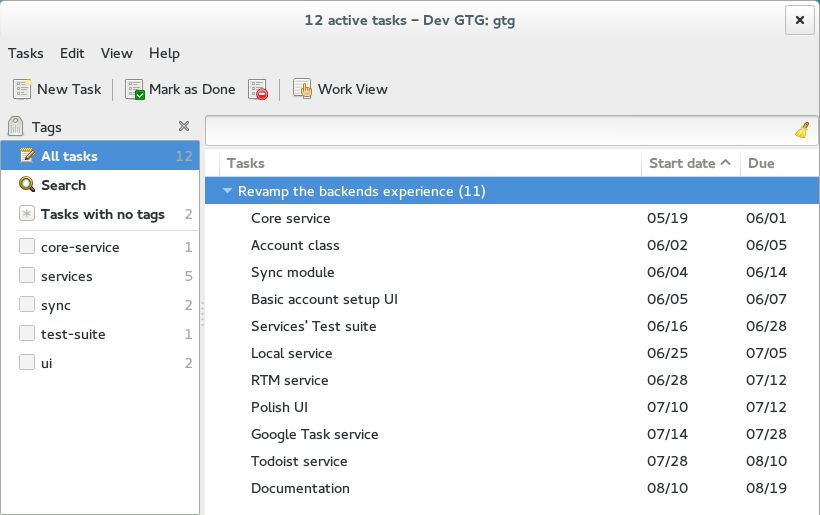 12 active tasks – Dev GTG: gtg
Tasks Edit View Help
New Task Mark as Done Work View
Tags
All tasks 12
Search
Tasks with no tags 2
core-service 1
services 5
sync 2
test-suite 1
ui 2
Tasks Start date Due
Revamp the backends experience (11)
Core service 05/19 06/01
Account class 06/02 06/05
Sync module 06/04 06/14
Basic account setup UI 06/05 06/07
Services' Test suite 06/16 06/28
Local service 06/25 07/05
RTM service 06/28 07/12
Polish UI 07/10 07/12
Google Task service 07/14 07/28
Todoist service 07/28 08/10
Documentation 08/10 08/19